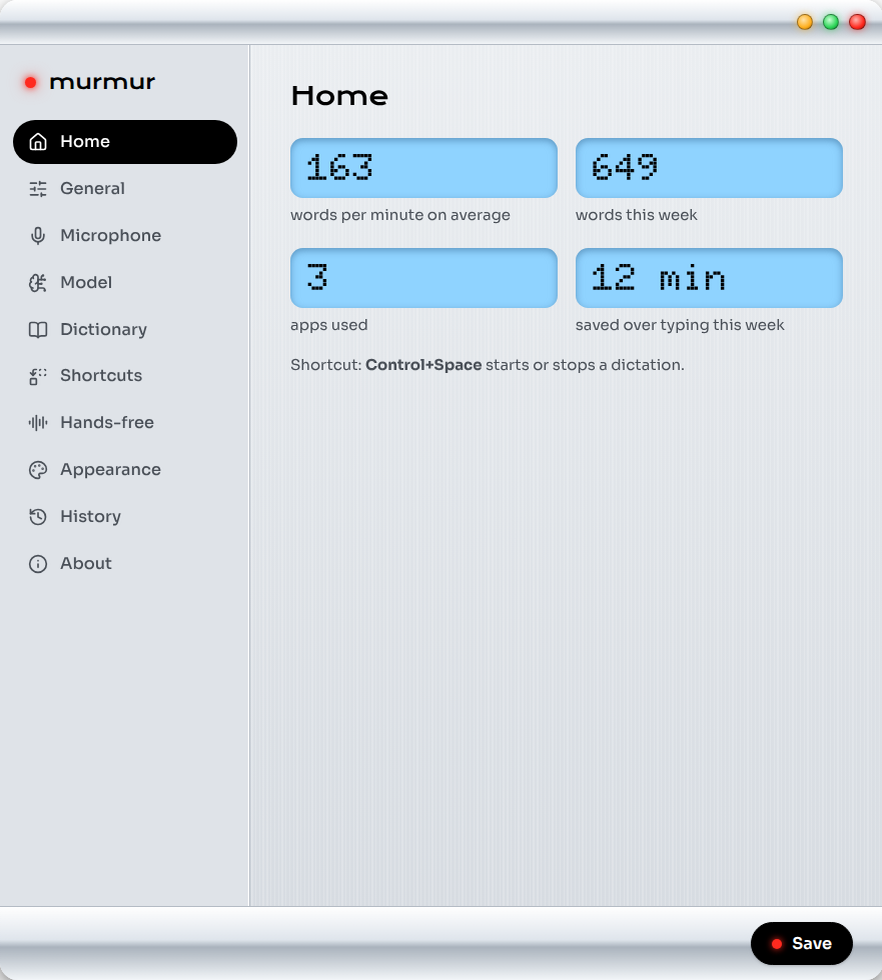 murmur
Home
General
Microphone
Model
Dictionary
Shortcuts
Hands-free
Appearance
History
About
Home
163
words per minute on average
649
words this week
3
apps used
12 min
saved over typing this week
Shortcut: Control+Space starts or stops a dictation.
Save